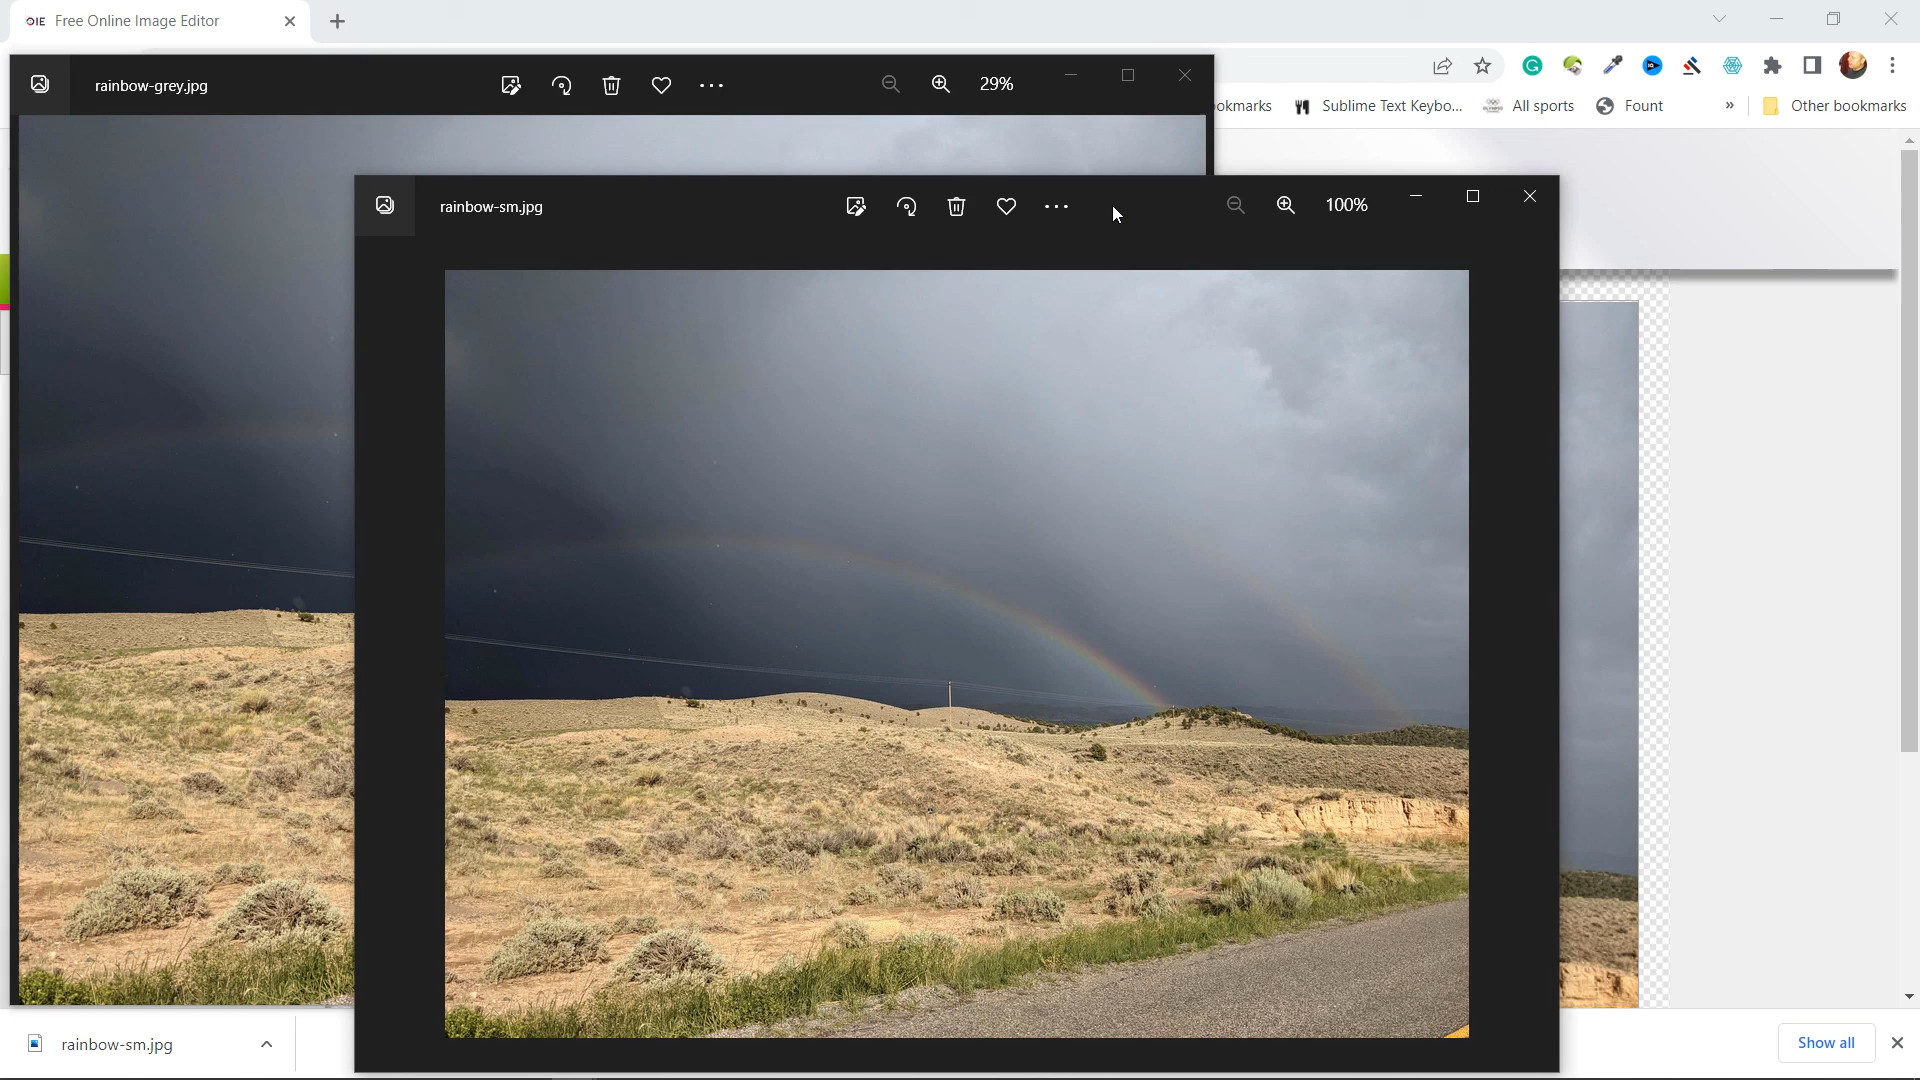 OIE Free Online Image Editor
rainbow-grey.jpg
29%
okmarks
Sublime Text Keybo...
All sports
Fount
»
Other bookmarks
rainbow-sm.jpg
100%
rainbow-sm.jpg
Show all